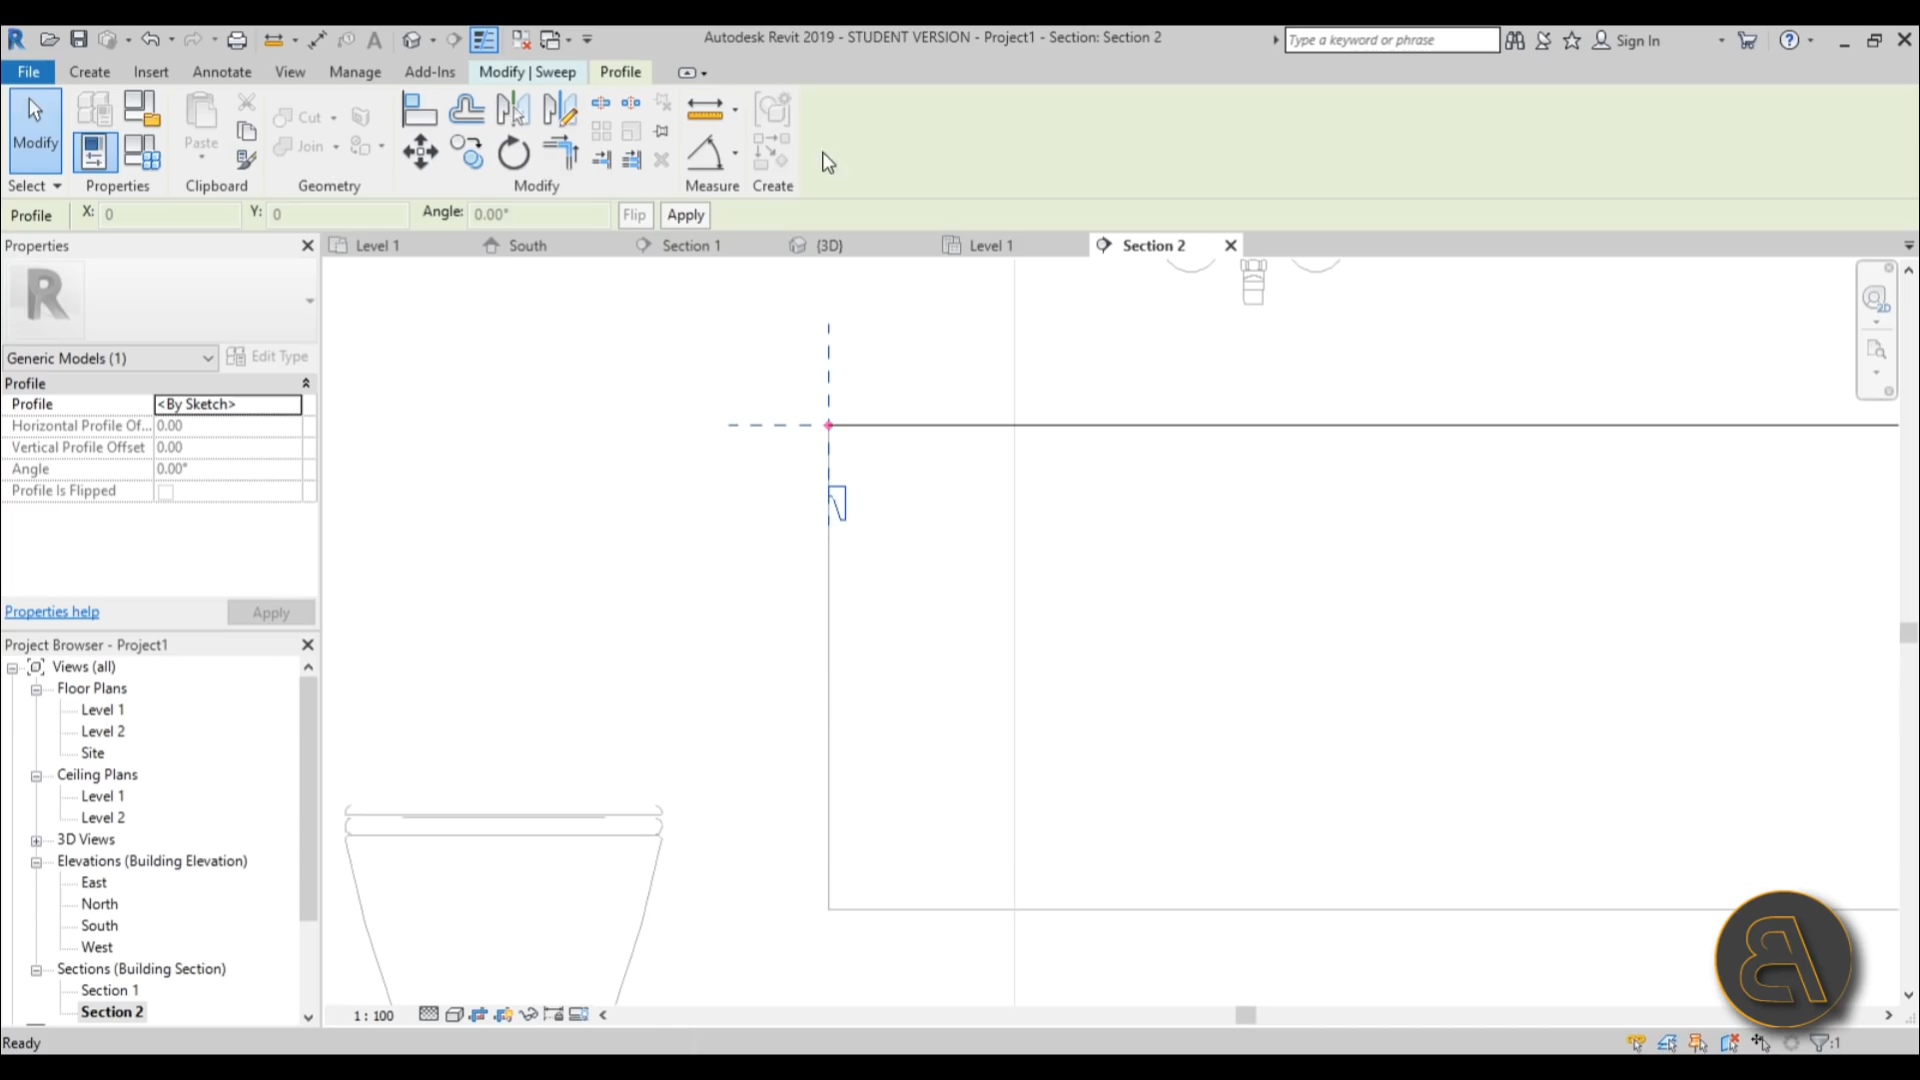 Autodesk Revit 2019 - STUDENT VERSION - Project1 - Section: Section 2
Type a keyword or phrase
Sign In
File Create Insert Annotate View Manage Add-Ins Modify | Sweep Profile
Modify
Paste
Cut
Join
Select Properties Clipboard Geometry Modify Measure Create
Profile X: 0 Y: 0 Angle: 0.00° Flip Apply
Properties
Level 1 South Section 1 {3D} Level 1 Section 2
Generic Models (1) Edit Type
Profile
Profile <By Sketch>
Horizontal Profile Of... 0.00
Vertical Profile Offset 0.00
Angle 0.00°
Profile Is Flipped
Properties help Apply
Project Browser - Project1
Views (all)
Floor Plans
Level 1
Level 2
Site
Ceiling Plans
Level 1
Level 2
3D Views
Elevations (Building Elevation)
East
North
South
West
Sections (Building Section)
Section 1
Section 2
1 : 100
Ready
:1
2D